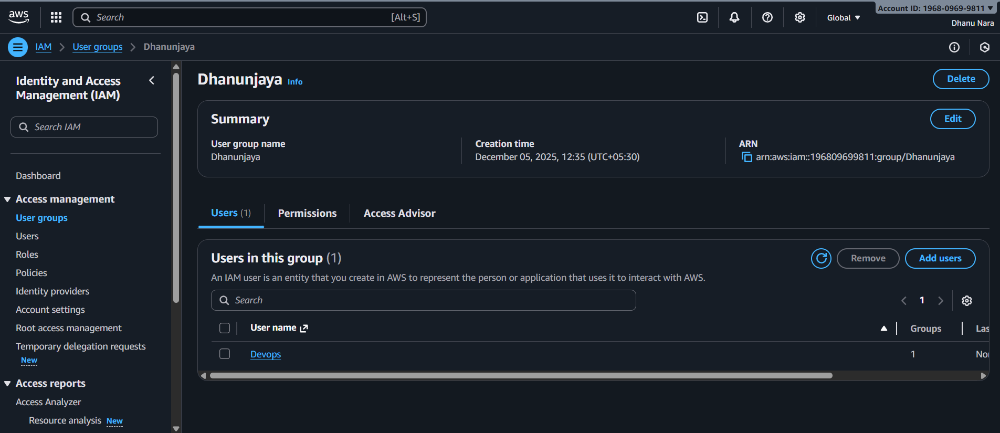 aws
Search [Alt+S]
Global
Account ID: 1968-0969-9811
Dhanu Nara
IAM
User groups
Dhanunjaya
Identity and Access
Management (IAM)
Search IAM
Dashboard
Access management
User groups
Users
Roles
Policies
Identity providers
Account settings
Root access management
Temporary delegation requests
New
Access reports
Access Analyzer
Resource analysis New
Dhanunjaya Info
Delete
Summary
Edit
User group name
Dhanunjaya
Creation time
December 05, 2025, 12:35 (UTC+05:30)
ARN
arn:aws:iam::196809699811:group/Dhanunjaya
Users (1)
Permissions
Access Advisor
Users in this group (1)
Remove
Add users
An IAM user is an entity that you create in AWS to represent the person or application that uses it to interact with AWS.
Search
1
User name Groups Las
Devops 1